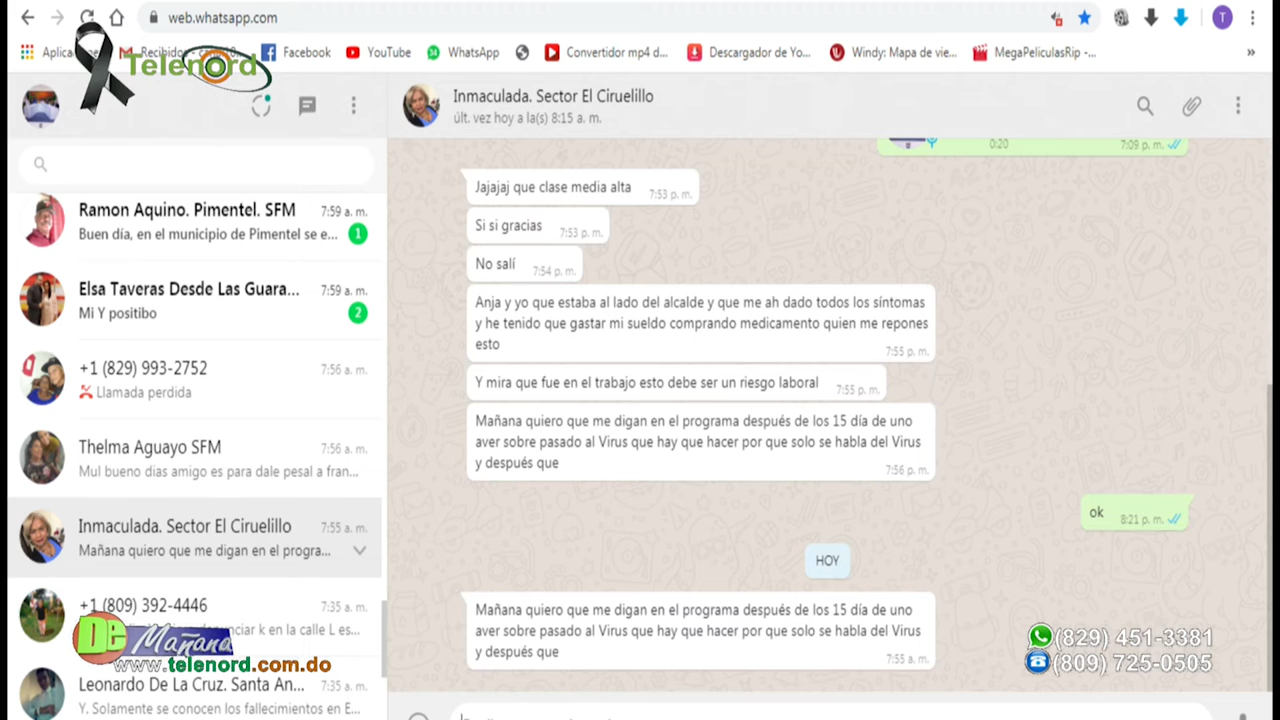 web.whatsapp.com
Recibidos
Facebook
YouTube
WhatsApp
Convertidor mp4 d...
Descargador de Yo...
Windy: Mapa de vie...
MegaPeliculasRip -...
»
T
Telenord
Inmaculada. Sector El Ciruelillo
últ. vez hoy a la(s) 8:15 a. m.
0:20 7:09 p. m.
Ramon Aquino. Pimentel. SFM 7:59 a. m.
Buen día, en el municipio de Pimentel se e... 1
Elsa Taveras Desde Las Guara... 7:59 a. m.
Mi Y positibo 2
+1 (829) 993-2752 7:56 a. m.
Llamada perdida
Thelma Aguayo SFM 7:56 a. m.
Mul bueno dias amigo es para dale pesal a fran...
Inmaculada. Sector El Ciruelillo 7:55 a. m.
Mañana quiero que me digan en el progra...
+1 (809) 392-4446 7:35 a. m.
k en la calle L es...
De Mañana
www.telenord.com.do
Leonardo De La Cruz. Santa An... 7:35 a. m.
Y. Solamente se conocen los fallecimientos en E...
Jajajaj que clase media alta 7:53 p. m.
Si si gracias 7:53 p. m.
No salí 7:54 p. m.
Anja y yo que estaba al lado del alcalde y que me ah dado todos los síntomas
y he tenido que gastar mi sueldo comprando medicamento quien me repones
esto 7:55 p. m.
Y mira que fue en el trabajo esto debe ser un riesgo laboral 7:55 p. m.
Mañana quiero que me digan en el programa después de los 15 día de uno
aver sobre pasado al Virus que hay que hacer por que solo se habla del Virus
y después que 7:56 p. m.
ok 8:21 p. m.
HOY
Mañana quiero que me digan en el programa después de los 15 día de uno
aver sobre pasado al Virus que hay que hacer por que solo se habla del Virus
y después que 7:55 a. m.
(829) 451-3381
(809) 725-0505